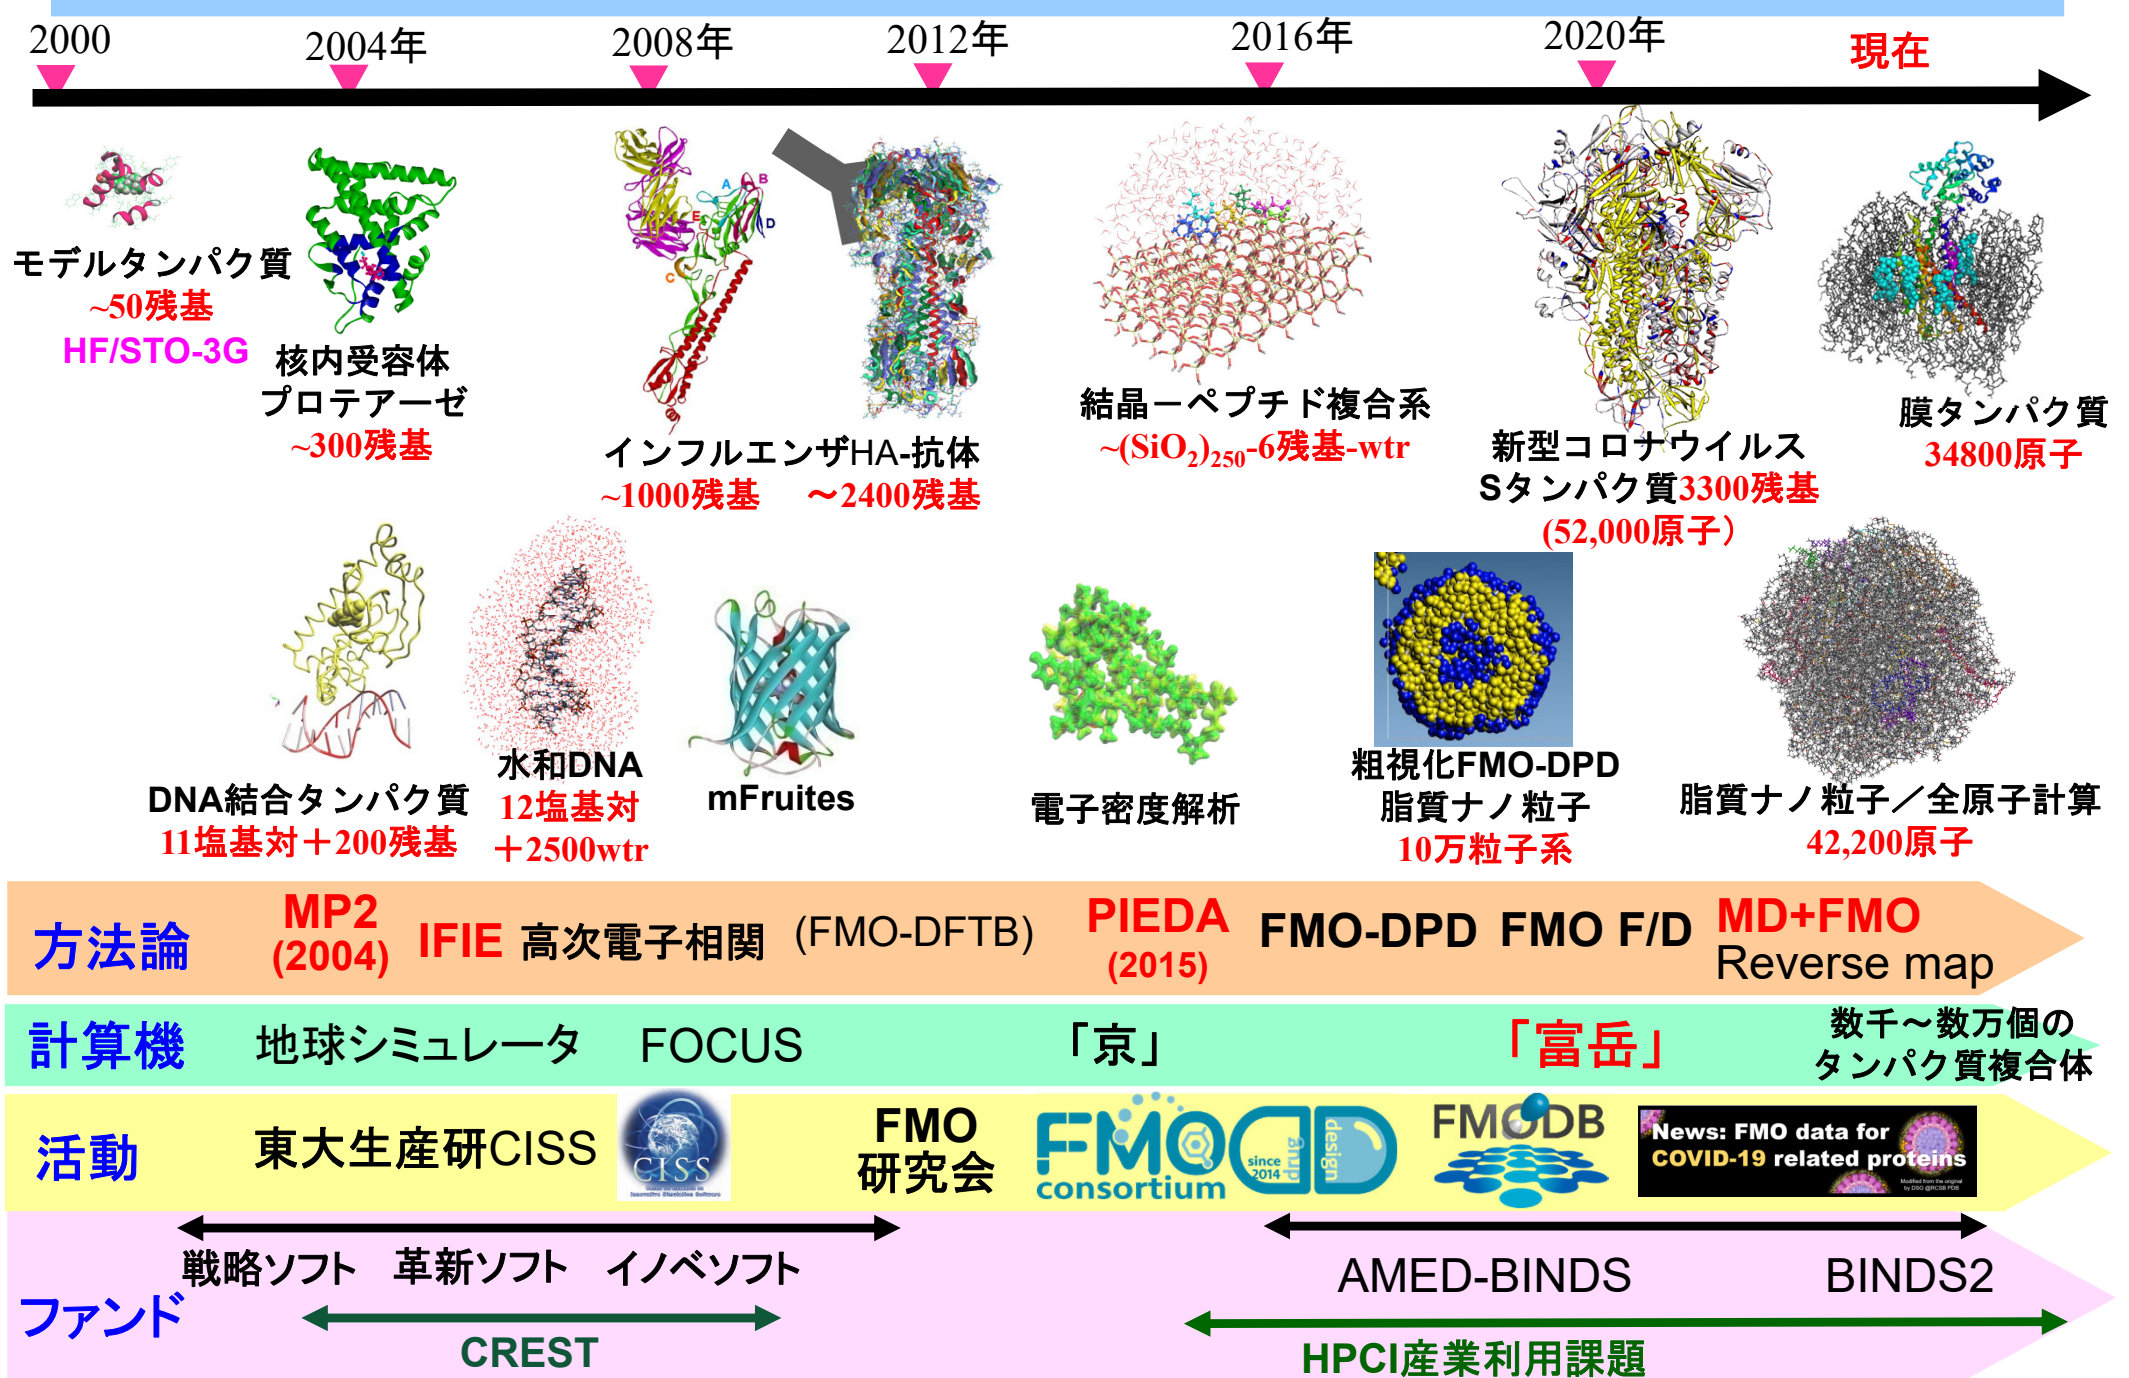 2000
2004年
2008年
2012年
2016年
2020年
現在
モデルタンパク質
~50残基
HF/STO-3G
核内受容体
プロテアーゼ
~300残基
A
B
E
D
C
インフルエンザHA-抗体
~1000残基
～2400残基
結晶－ペプチド複合系
~(SiO2)250-6残基-wtr
新型コロナウイルス
Sタンパク質3300残基
(52,000原子）
膜タンパク質
34800原子
DNA結合タンパク質
11塩基対＋200残基
水和DNA
12塩基対
＋2500wtr
mFruites
電子密度解析
粗視化FMO-DPD
脂質ナノ粒子
10万粒子系
脂質ナノ粒子／全原子計算
42,200原子
方法論
MP2
(2004)
IFIE
高次電子相関
(FMO-DFTB)
PIEDA
(2015)
FMO-DPD
FMO F/D
MD+FMO
Reverse map
計算機
地球シミュレータ
FOCUS
「京」
「富岳」
数千～数万個の
タンパク質複合体
活動
東大生産研CISS
CISS
FMO
研究会
FMO
consortium
since
2014
drug
design
FMODB
News: FMO data for
COVID-19 related proteins
Modified from the original
by DSG @RCSB PDB
ファンド
戦略ソフト
革新ソフト
イノベソフト
CREST
AMED-BINDS
BINDS2
HPCI産業利用課題